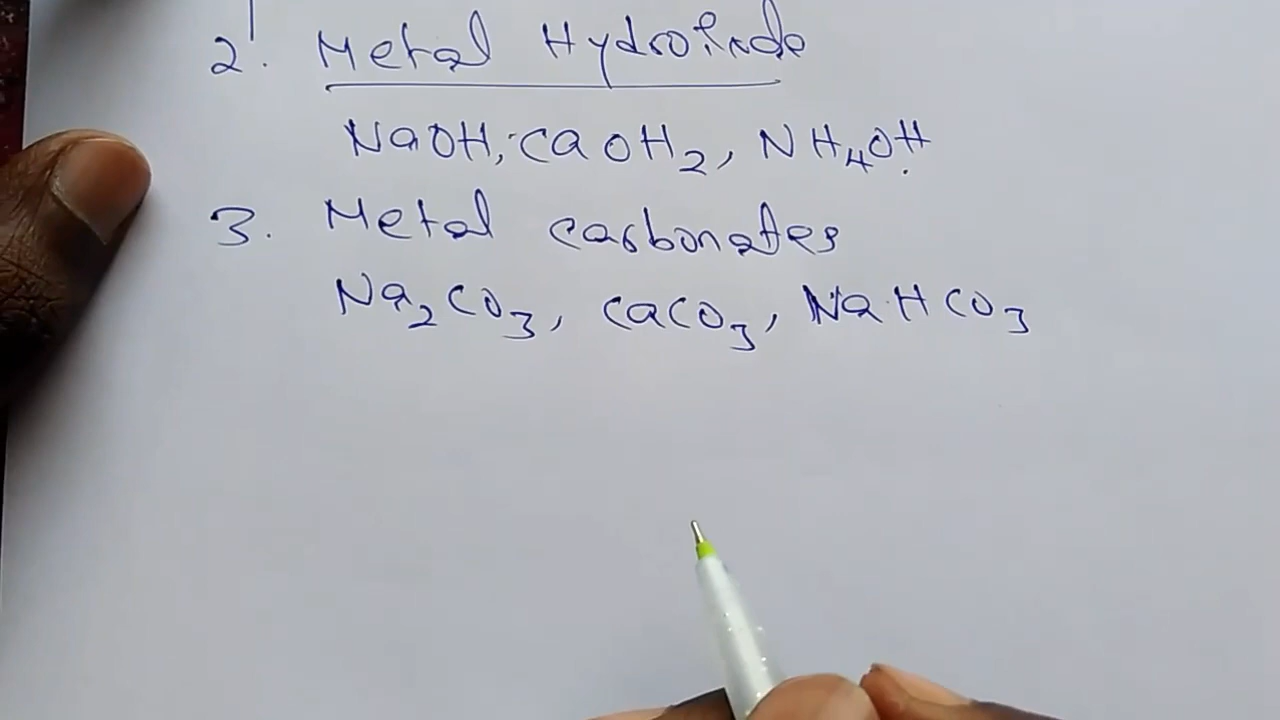 2. Metal Hydroxide
NaOH, CaOH₂, NH₄OH
3. Metal carbonates
Na₂CO₃, CaCO₃, NaHCO₃